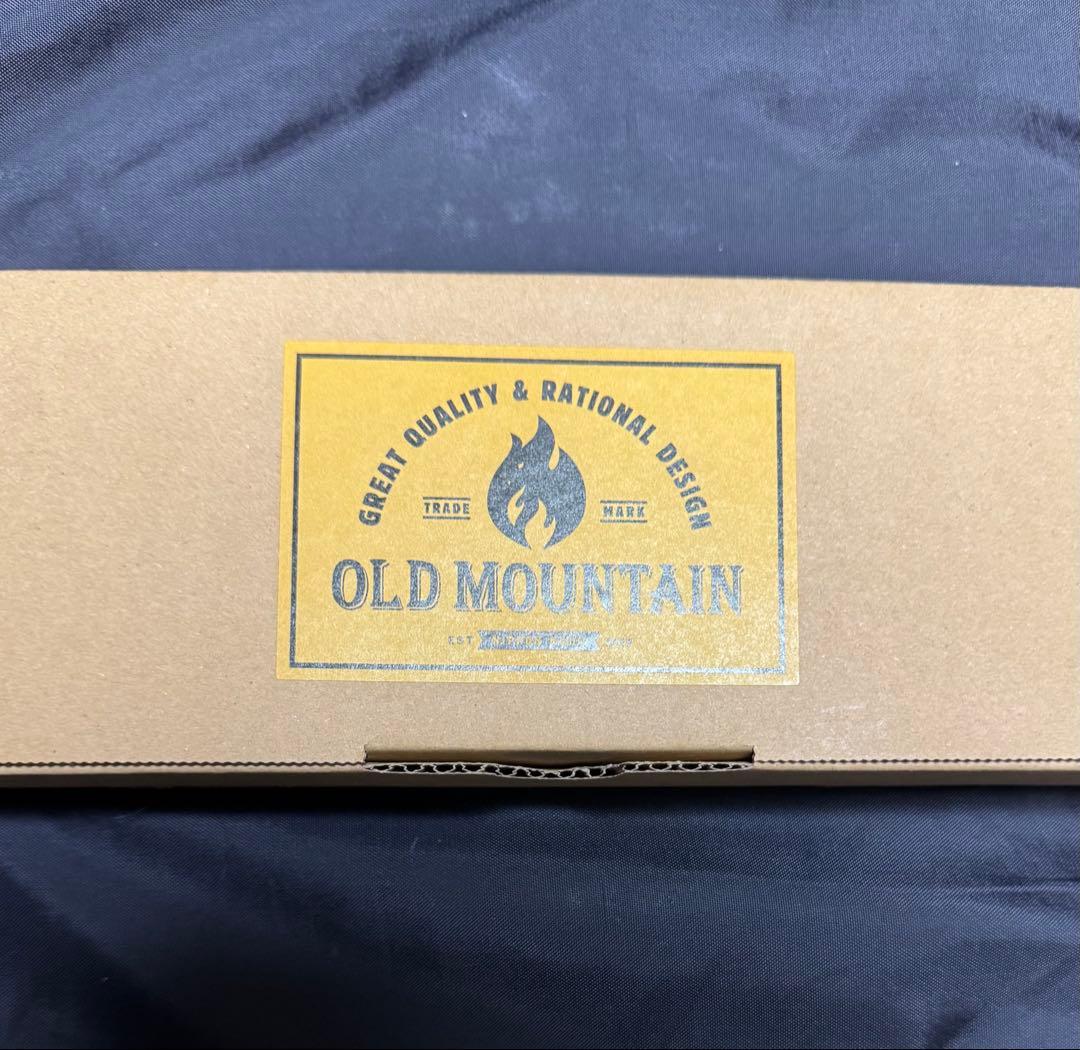 GREAT QUALITY & RATIONAL DESIGN
TRADE MARK
OLD MOUNTAIN
EST